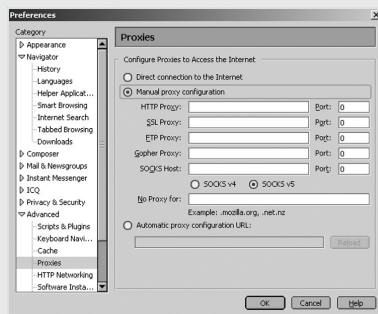 Preferences
Category
Appearance
Navigator
History
Languages
Helper Applicat...
Smart Browsing
Internet Search
Tabbed Browsing
Downloads
Composer
Mail & Newsgroups
Instant Messenger
ICQ
Privacy & Security
Advanced
Scripts & Plugins
Keyboard Navi...
Cache
Proxies
HTTP Networking
Software Insta...
Proxies
Configure Proxies to Access the Internet
Direct connection to the Internet
Manual proxy configuration
HTTP Proxy: Port: 0
SSL Proxy: Port: 0
FTP Proxy: Port: 0
Gopher Proxy: Port: 0
SOCKS Host: Port: 0
SOCKS v4 SOCKS v5
No Proxy for:
Example: .mozilla.org, .net.nz
Automatic proxy configuration URL:
Reload
OK Cancel Help